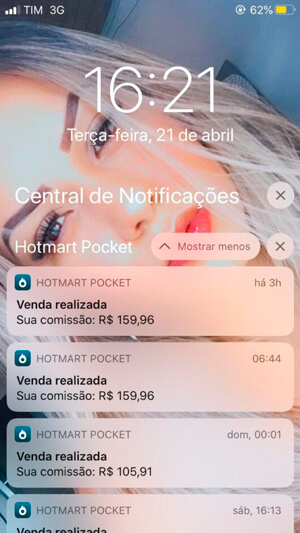 TIM 3G 62%
16:21
Terça-feira, 21 de abril
Central de Notificações
Hotmart Pocket Mostrar menos
HOTMART POCKET há 3h
Venda realizada
Sua comissão: R$ 159,96
HOTMART POCKET 06:44
Venda realizada
Sua comissão: R$ 159,96
HOTMART POCKET dom, 00:01
Venda realizada
Sua comissão: R$ 105,91
HOTMART POCKET sáb, 16:13
Venda realizada